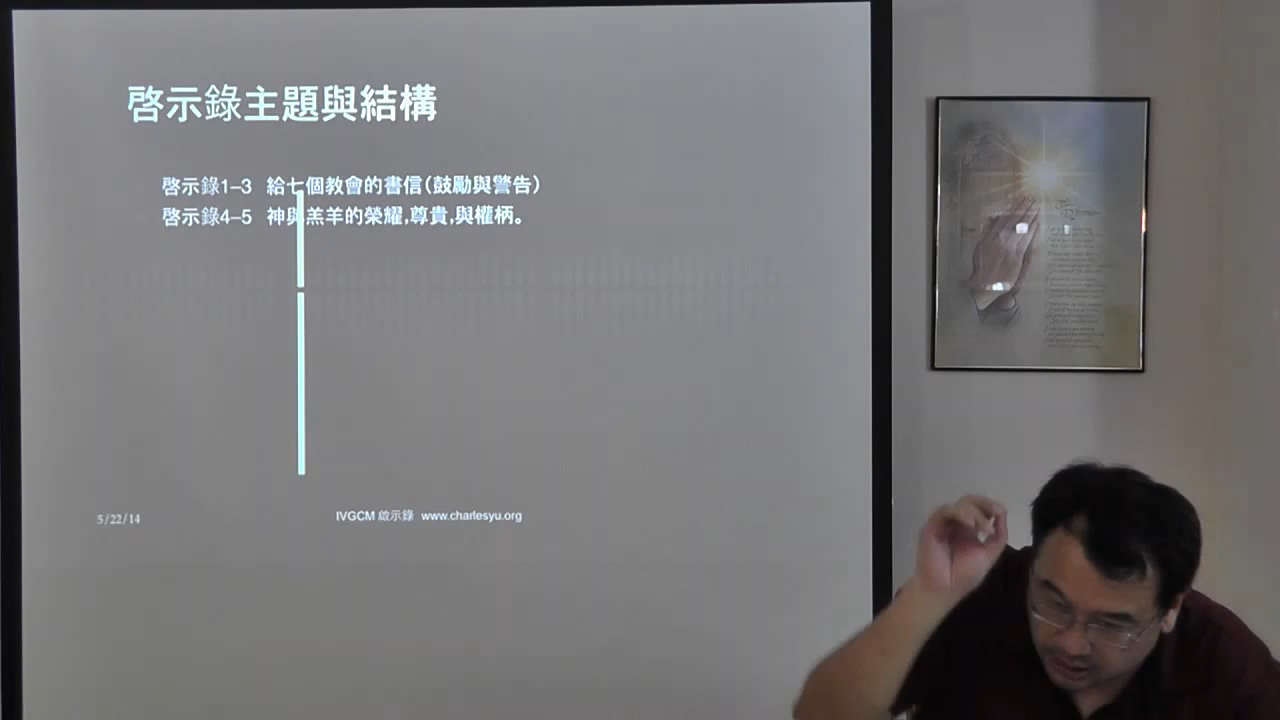 啓示錄主題與結構
啓示錄1–3 給七個教會的書信(鼓勵與警告)
啓示錄4–5 神與羔羊的榮耀,尊貴,與權柄。
5/22/14
IVGCM 啟示錄 www.charlesyu.org